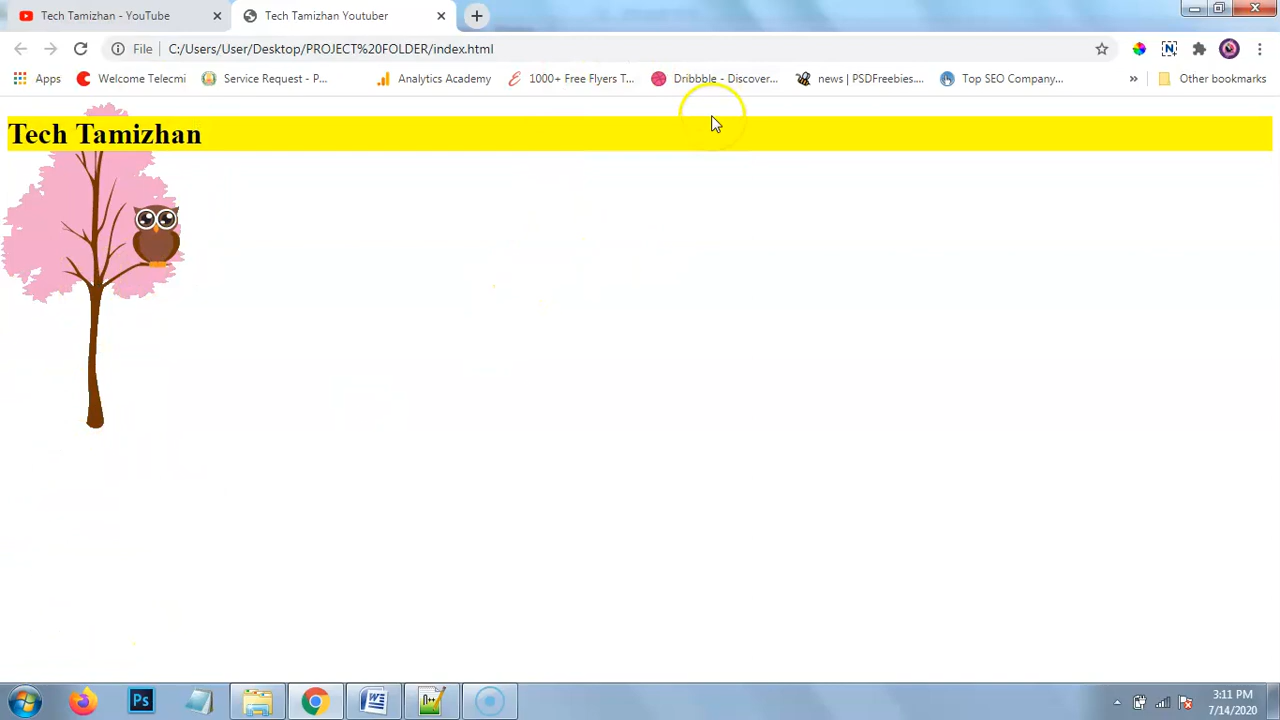 Tech Tamizhan - YouTube
Tech Tamizhan Youtuber
File
C:/Users/User/Desktop/PROJECT%20FOLDER/index.html
Apps
Welcome Telecmi
Service Request - P...
Analytics Academy
1000+ Free Flyers T...
Dribbble - Discover...
news | PSDFreebies....
Top SEO Company...
»
Other bookmarks
Tech Tamizhan
Ps
W
3:11 PM
7/14/2020